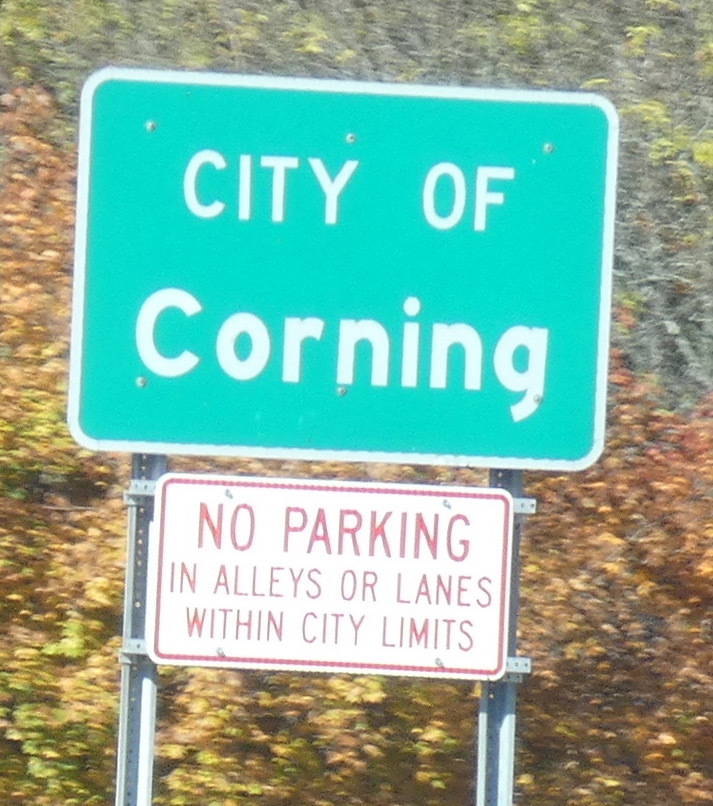 CITY OF
Corning
NO PARKING
IN ALLEYS OR LANES
WITHIN CITY LIMITS